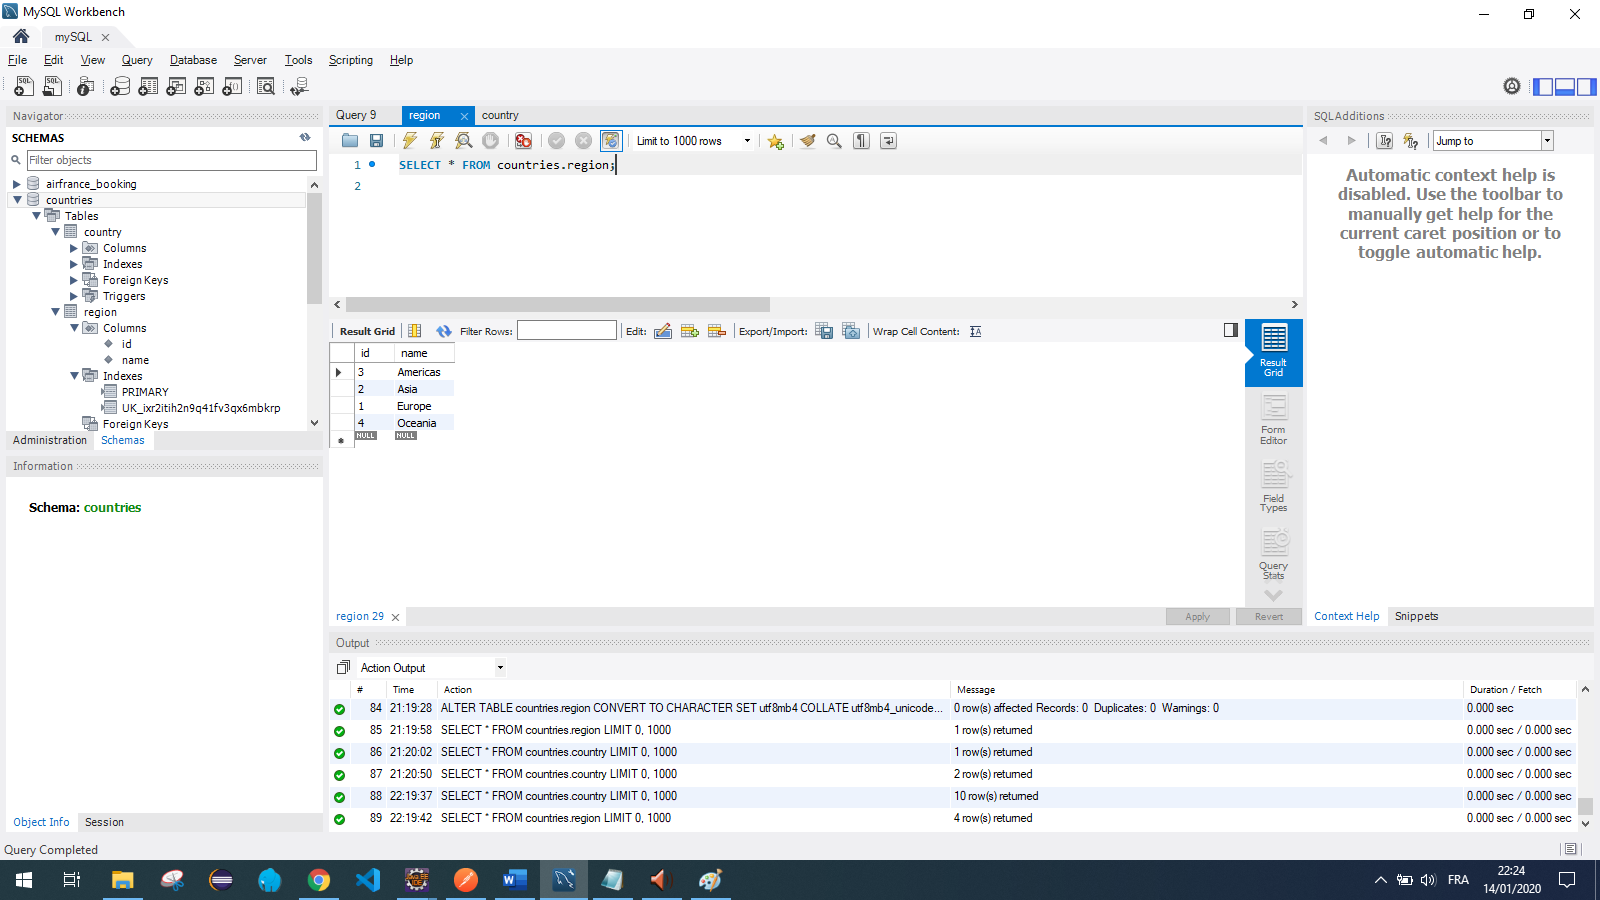 MySQL Workbench
mySQL
File Edit View Query Database Server Tools Scripting Help
Navigator
SCHEMAS
Filter objects
airfrance_booking
countries
Tables
country
Columns
Indexes
Foreign Keys
Triggers
region
Columns
id
name
Indexes
PRIMARY
UK_ixr2itih2n9q41fv3qx6mbkrp
Foreign Keys
Administration Schemas
Information
Schema: countries
Object Info Session
Query Completed
Query 9 region country
Limit to 1000 rows
1 SELECT * FROM countries.region;
2
Result Grid Filter Rows: Edit: Export/Import: Wrap Cell Content:
id name
3 Americas
2 Asia
1 Europe
4 Oceania
NULL NULL
Result Grid
Form Editor
Field Types
Query Stats
region 29
Apply Revert
SQLAdditions
Jump to
Automatic context help is
disabled. Use the toolbar to
manually get help for the
current caret position or to
toggle automatic help.
Context Help Snippets
Output
Action Output
# Time Action Message Duration / Fetch
84 21:19:28 ALTER TABLE countries.region CONVERT TO CHARACTER SET utf8mb4 COLLATE utf8mb4_unicode... 0 row(s) affected Records: 0 Duplicates: 0 Warnings: 0 0.000 sec
85 21:19:58 SELECT * FROM countries.region LIMIT 0, 1000 1 row(s) returned 0.000 sec / 0.000 sec
86 21:20:02 SELECT * FROM countries.country LIMIT 0, 1000 1 row(s) returned 0.000 sec / 0.000 sec
87 21:20:50 SELECT * FROM countries.country LIMIT 0, 1000 2 row(s) returned 0.000 sec / 0.000 sec
88 22:19:37 SELECT * FROM countries.country LIMIT 0, 1000 10 row(s) returned 0.000 sec / 0.000 sec
89 22:19:42 SELECT * FROM countries.region LIMIT 0, 1000 4 row(s) returned 0.000 sec / 0.000 sec
FRA
22:24
14/01/2020